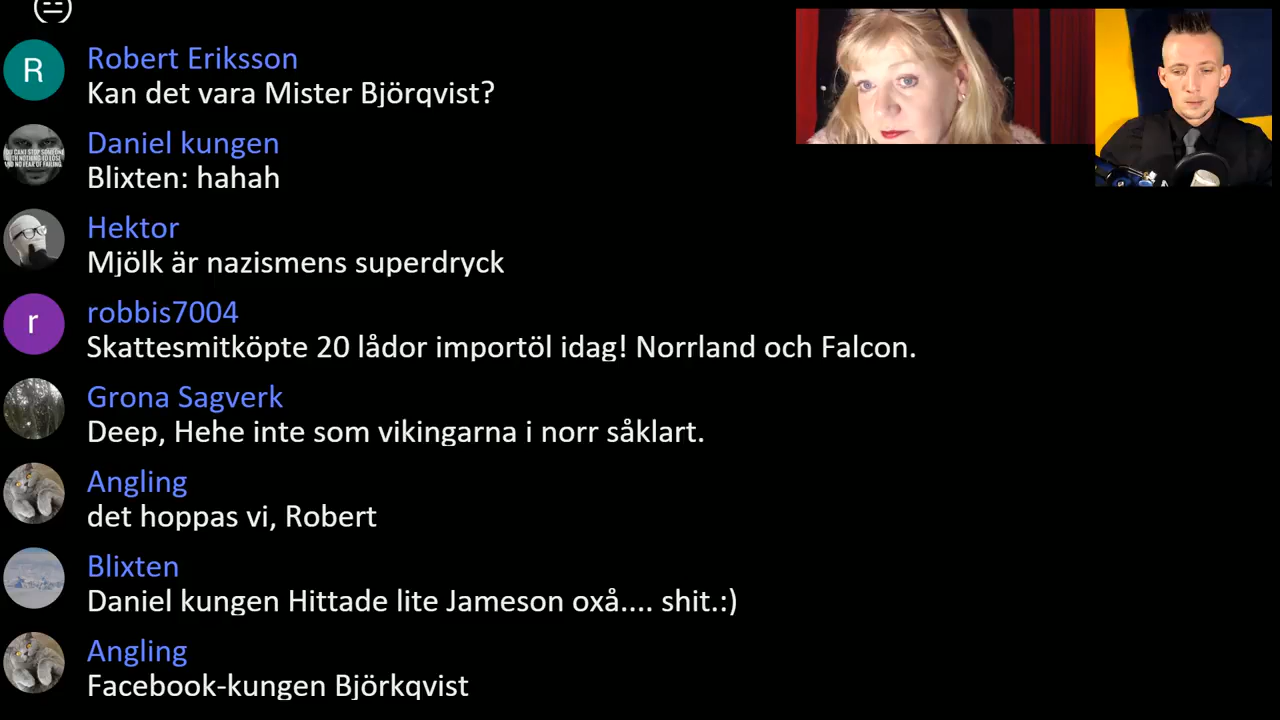 R
Robert Eriksson
Kan det vara Mister Björqvist?
Daniel kungen
Blixten: hahah
Hektor
Mjölk är nazismens superdryck
r
robbis7004
Skattesmitköpte 20 lådor importöl idag! Norrland och Falcon.
Grona Sagverk
Deep, Hehe inte som vikingarna i norr såklart.
Angling
det hoppas vi, Robert
Blixten
Daniel kungen Hittade lite Jameson oxå.... shit.:)
Angling
Facebook-kungen Björkqvist